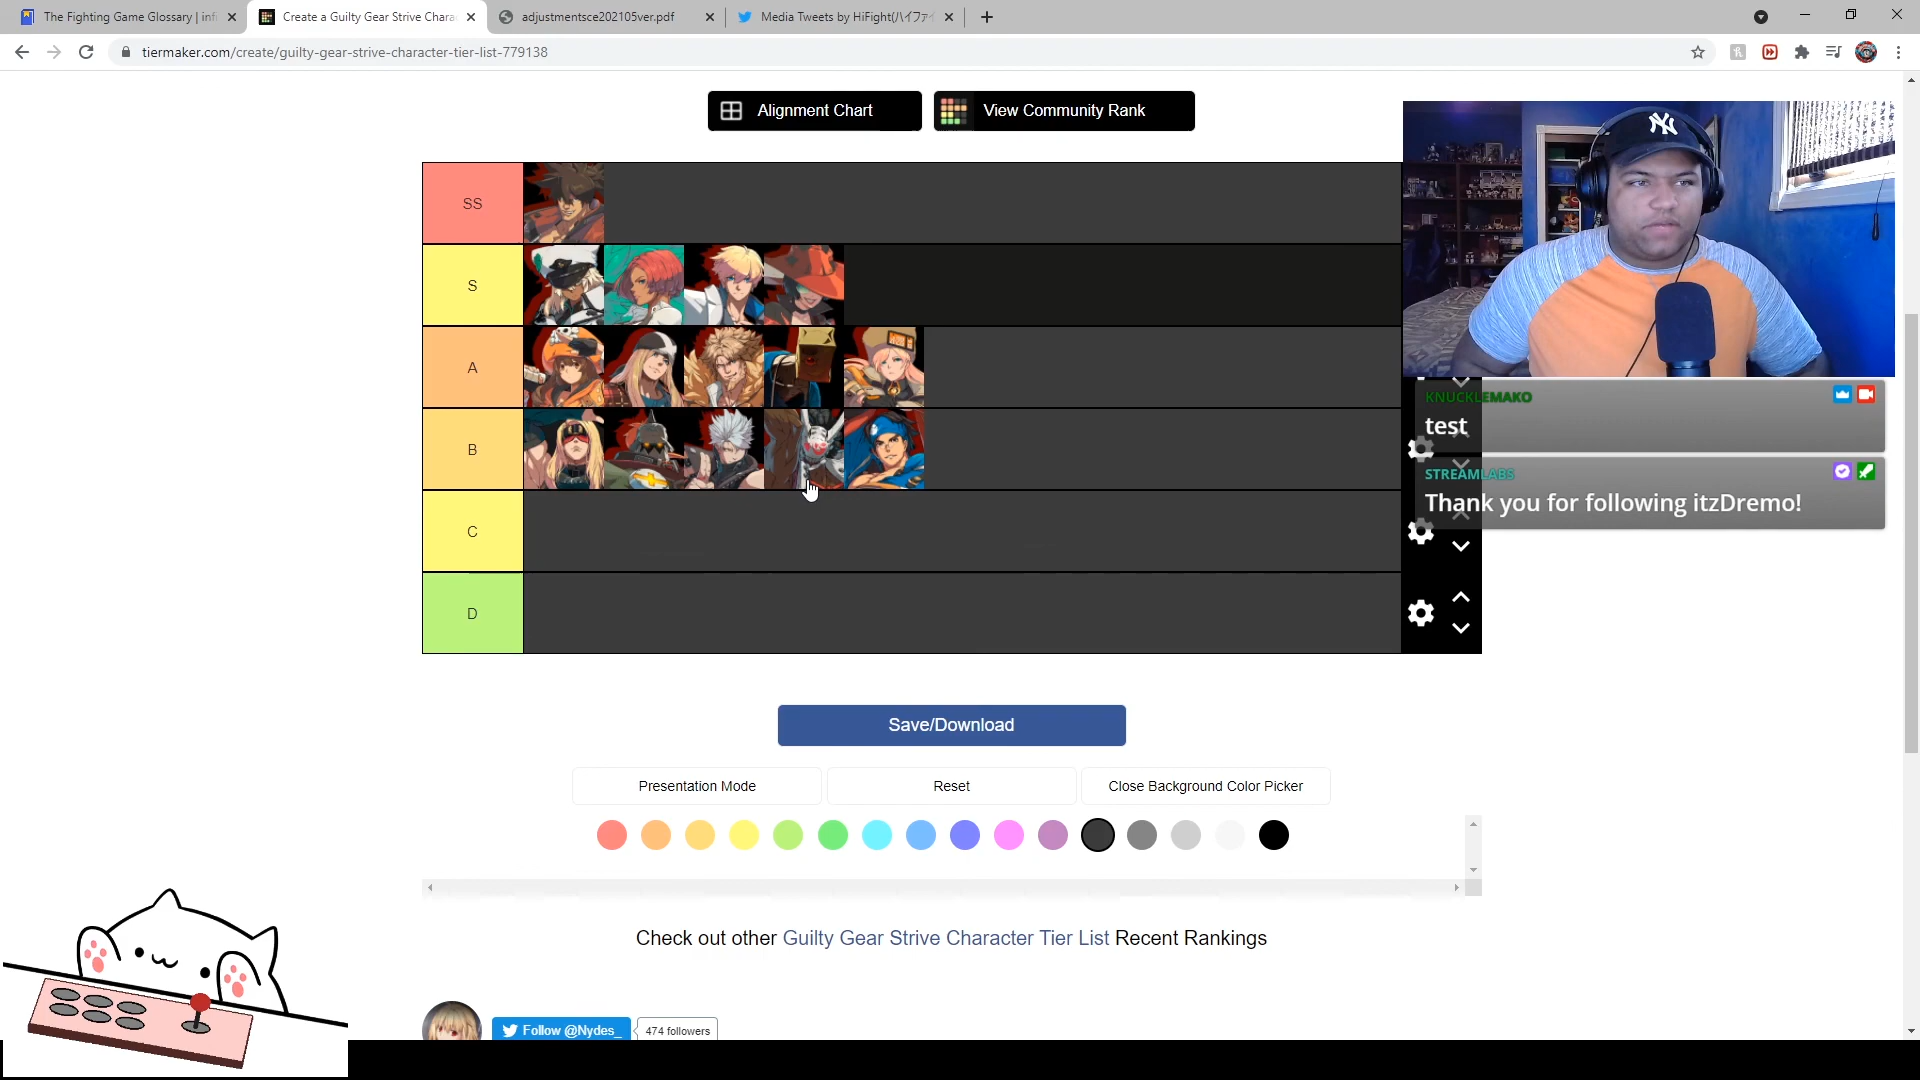 The Fighting Game Glossary | infi
Create a Guilty Gear Strive Chara
adjustmentsce202105ver.pdf
Media Tweets by HiFight(ハイファイ
tiermaker.com/create/guilty-gear-strive-character-tier-list-779138
Alignment Chart
View Community Rank
SS
S
A
B
C
D
KNUCKLEMAKO
test
STREAMLABS
Thank you for following itzDremo!
Save/Download
Presentation Mode
Reset
Close Background Color Picker
Check out other Guilty Gear Strive Character Tier List Recent Rankings
Follow @Nydes_
474 followers